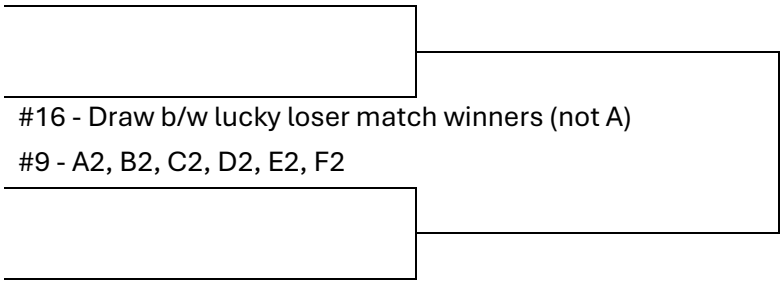 #16 - Draw b/w lucky loser match winners (not A)
#9 - A2, B2, C2, D2, E2, F2